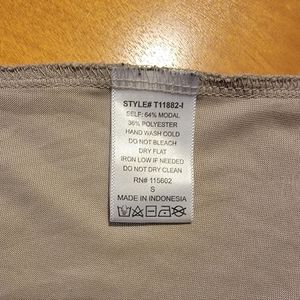 STYLE# T11882-I
SELF: 64% MODAL
36% POLYESTER
HAND WASH COLD
DO NOT BLEACH
DRY FLAT
IRON LOW IF NEEDED
DO NOT DRY CLEAN
RN# 115602
S
MADE IN INDONESIA